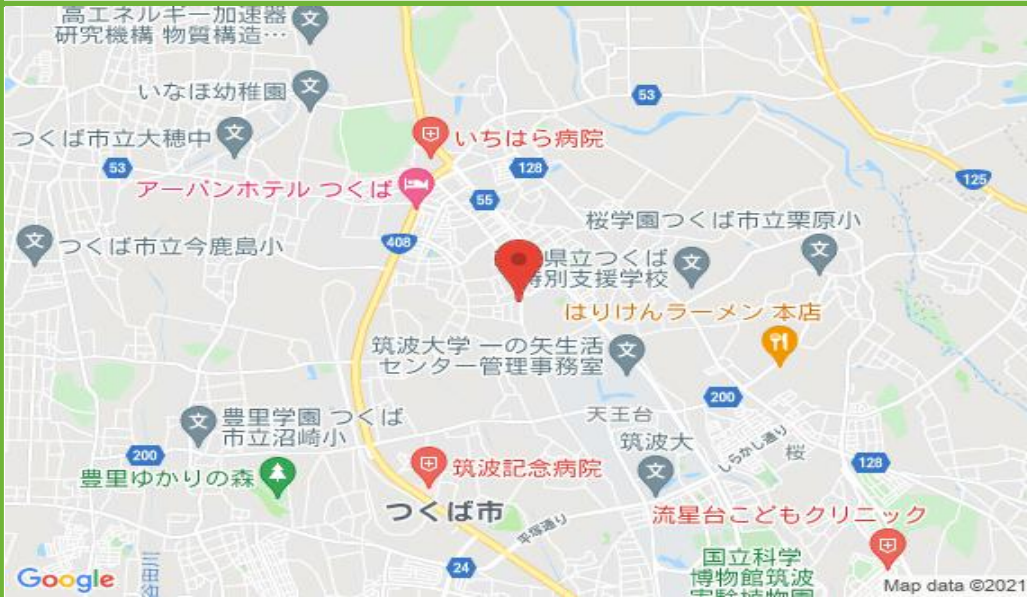 高エネルギー加速器
研究機構 物質構造…
いなほ幼稚園
53
つくば市立大穂中
いちはら病院
53
128
125
アーバンホテル つくば
55
桜学園つくば市立栗原小
つくば市立今鹿島小
408
県立つくば
特別支援学校
はりけんラーメン 本店
筑波大学 一の矢生活
センター管理事務室
200
天王台
豊里学園 つくば
市立沼崎小
筑波大
しらかし通り
桜
200
128
豊里ゆかりの森
筑波記念病院
つくば市
平塚通り
流星台こどもクリニック
24
国立科学
博物館筑波
実験植物園
Google
Map data ©2021